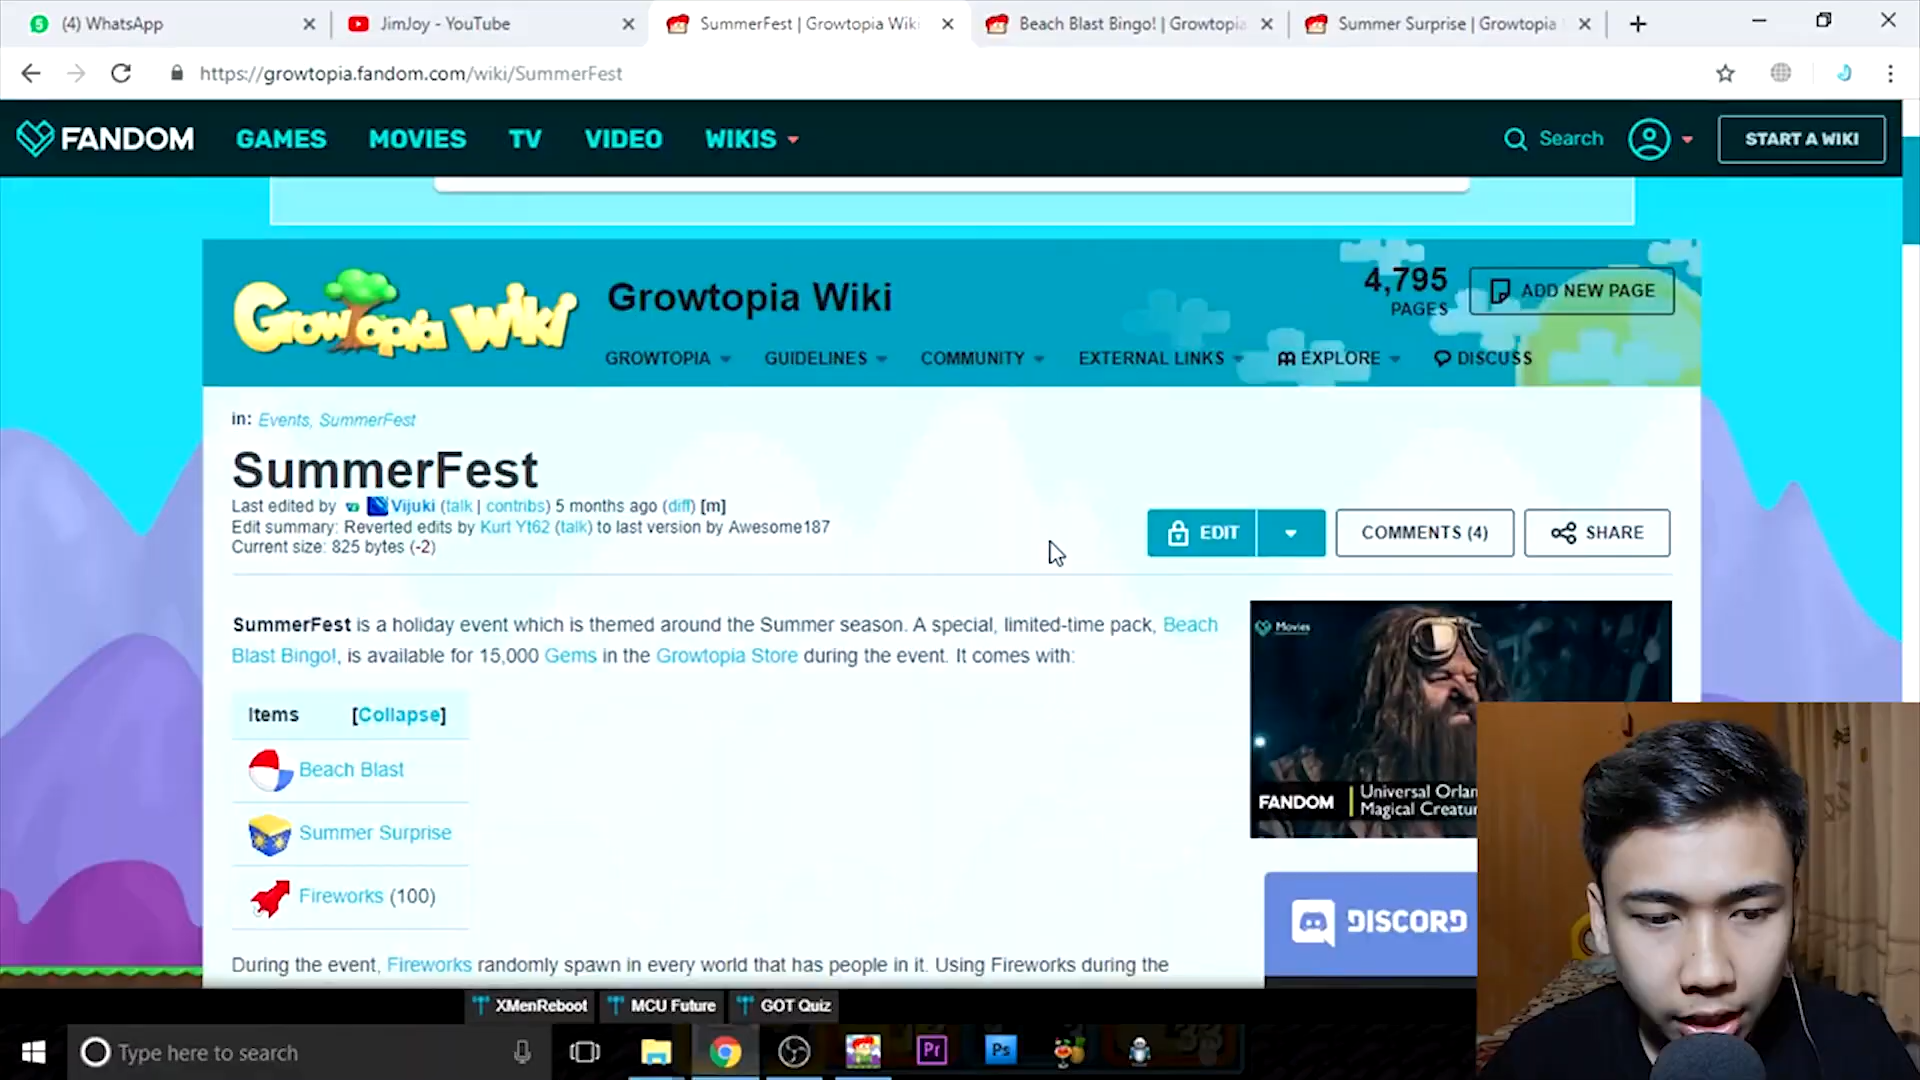 (4) WhatsApp
JimJoy - YouTube
SummerFest | Growtopia Wiki
Beach Blast Bingo! | Growtopia
Summer Surprise | Growtopia
https://growtopia.fandom.com/wiki/SummerFest
FANDOM GAMES MOVIES TV VIDEO WIKIS Search START A WIKI
Growtopia Wiki
Growtopia Wiki
4,795
PAGES
ADD NEW PAGE
GROWTOPIA GUIDELINES COMMUNITY EXTERNAL LINKS EXPLORE DISCUSS
in: Events, SummerFest
SummerFest
Last edited by Vijuki (talk | contribs) 5 months ago (diff) [m]
Edit summary: Reverted edits by Kurt Yt62 (talk) to last version by Awesome187
Current size: 825 bytes (-2)
EDIT COMMENTS (4) SHARE
SummerFest is a holiday event which is themed around the Summer season. A special, limited-time pack, Beach
Blast Bingo!, is available for 15,000 Gems in the Growtopia Store during the event. It comes with:
Items [Collapse]
Beach Blast
Summer Surprise
Fireworks (100)
During the event, Fireworks randomly spawn in every world that has people in it. Using Fireworks during the
Movies
FANDOM
Universal Orlan
Magical Creatur
DISCORD
XMenReboot MCU Future GOT Quiz
Type here to search
Pr
Ps